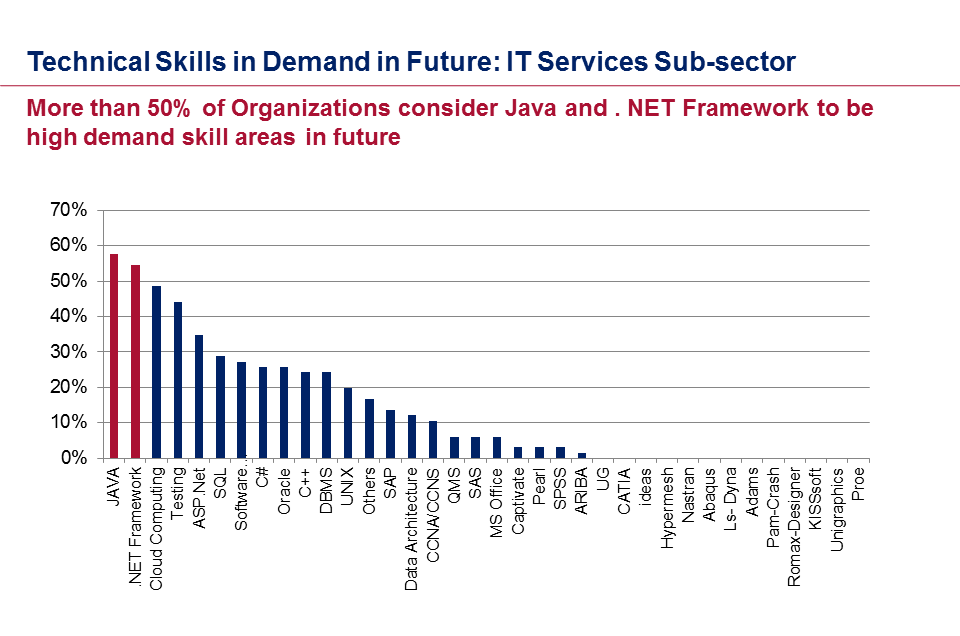 Technical Skills in Demand in Future: IT Services Sub-sector
More than 50% of Organizations consider Java and . NET Framework to be
high demand skill areas in future
70%
60%
50%
40%
30%
20%
10%
0%
JAVA
.NET Framework
Cloud Computing
Testing
ASP.Net
SQL
Software...
C#
Oracle
C++
DBMS
UNIX
Others
SAP
Data Architecture
CCNA/CCNS
QMS
SAS
MS Office
Captivate
Pearl
SPSS
ARIBA
UG
CATIA
ideas
Hypermesh
Nastran
Abaqus
Ls- Dyna
Adams
Pam-Crash
Romax-Designer
KISSsoft
Unigraphics
Proe